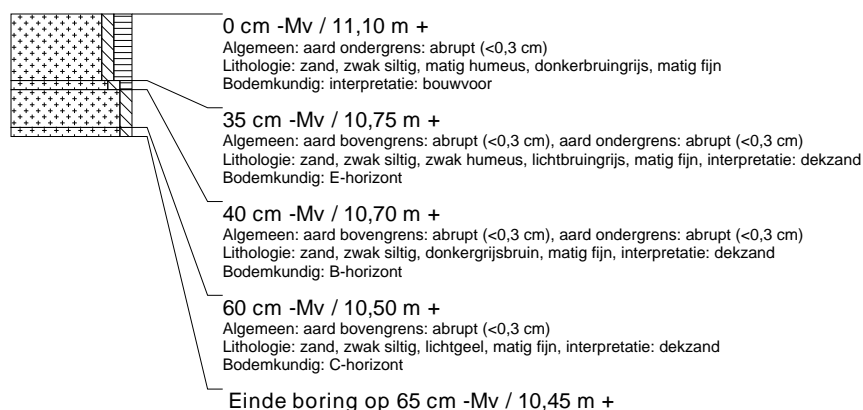 0 cm -Mv / 11,10 m +
Algemeen: aard ondergrens: abrupt (<0,3 cm)
Lithologie: zand, zwak siltig, matig humeus, donkerbruingrijs, matig fijn
Bodemkundig: interpretatie: bouwvoor
35 cm -Mv / 10,75 m +
Algemeen: aard bovengrens: abrupt (<0,3 cm), aard ondergrens: abrupt (<0,3 cm)
Lithologie: zand, zwak siltig, zwak humeus, lichtbruingrijs, matig fijn, interpretatie: dekzand
Bodemkundig: E-horizont
40 cm -Mv / 10,70 m +
Algemeen: aard bovengrens: abrupt (<0,3 cm), aard ondergrens: abrupt (<0,3 cm)
Lithologie: zand, zwak siltig, donkergrijsbruin, matig fijn, interpretatie: dekzand
Bodemkundig: B-horizont
60 cm -Mv / 10,50 m +
Algemeen: aard bovengrens: abrupt (<0,3 cm)
Lithologie: zand, zwak siltig, lichtgeel, matig fijn, interpretatie: dekzand
Bodemkundig: C-horizont
Einde boring op 65 cm -Mv / 10,45 m +